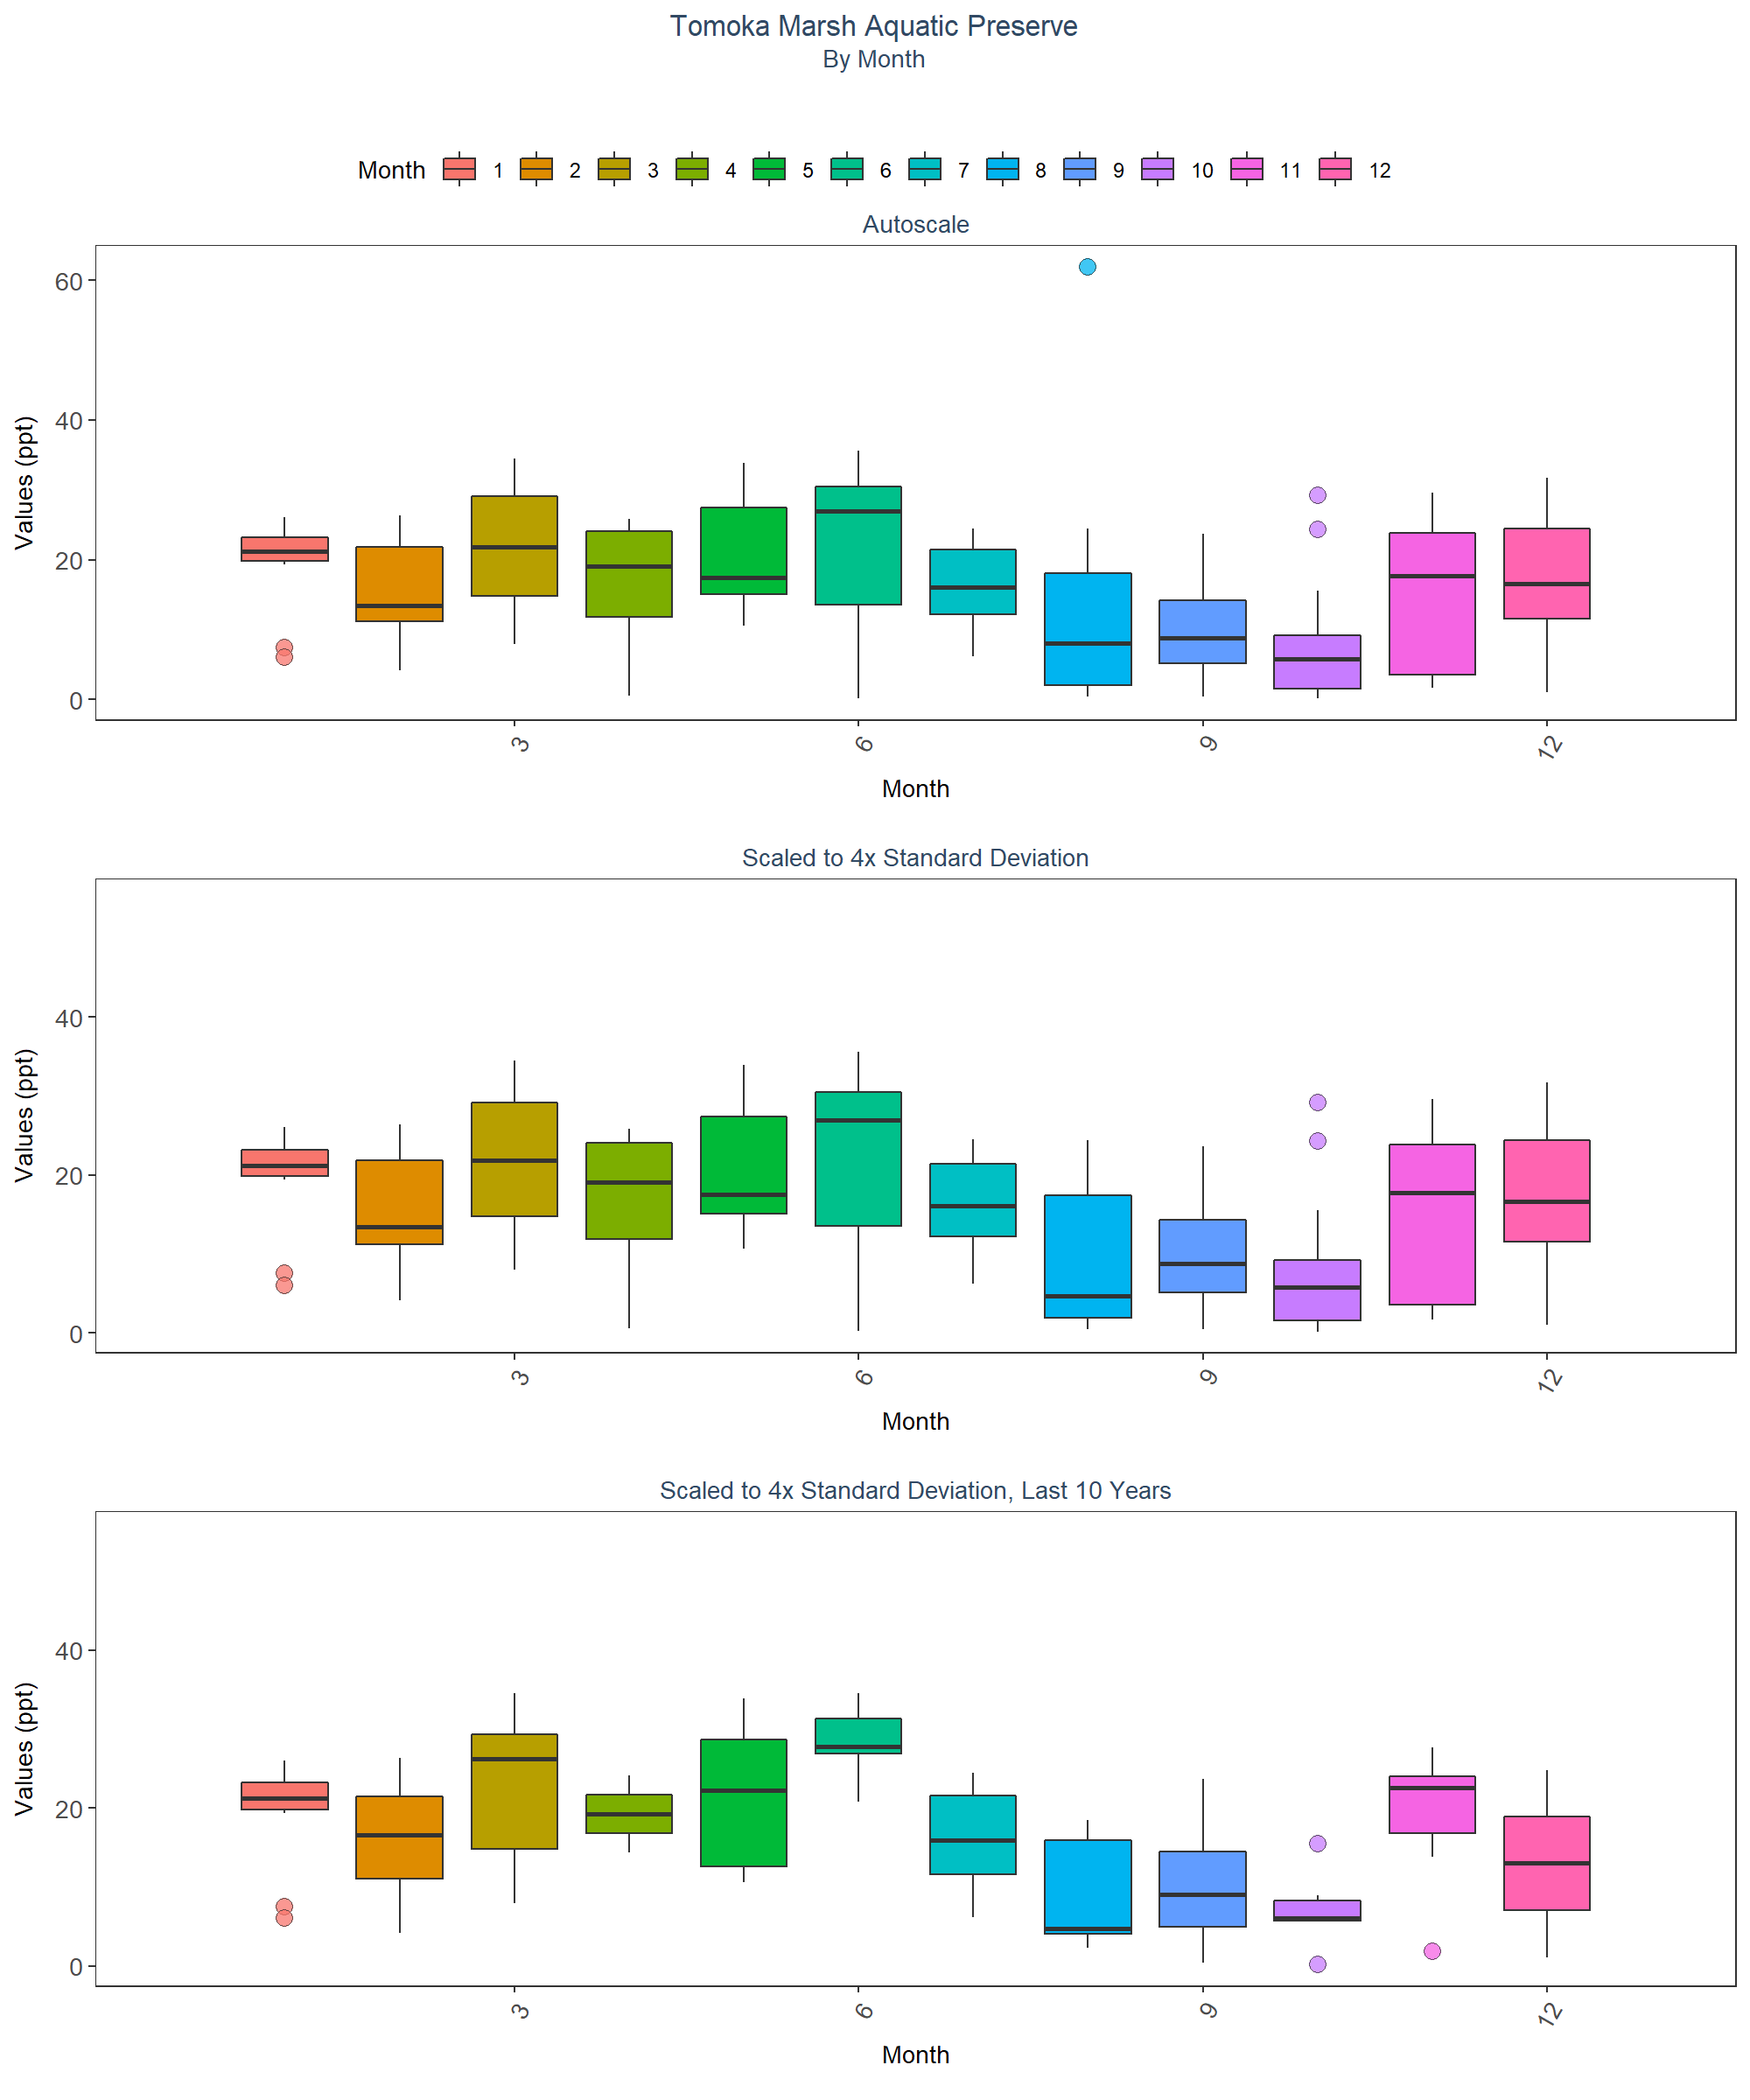 Tomoka Marsh Aquatic Preserve
By Month
Month 1 2 3 4 5 6 7 8 9 10 11 12
Autoscale
Values (ppt)
60
40
20
0
3 6 9 12
Month
Scaled to 4x Standard Deviation
Values (ppt)
40
20
0
3 6 9 12
Month
Scaled to 4x Standard Deviation, Last 10 Years
Values (ppt)
40
20
0
3 6 9 12
Month